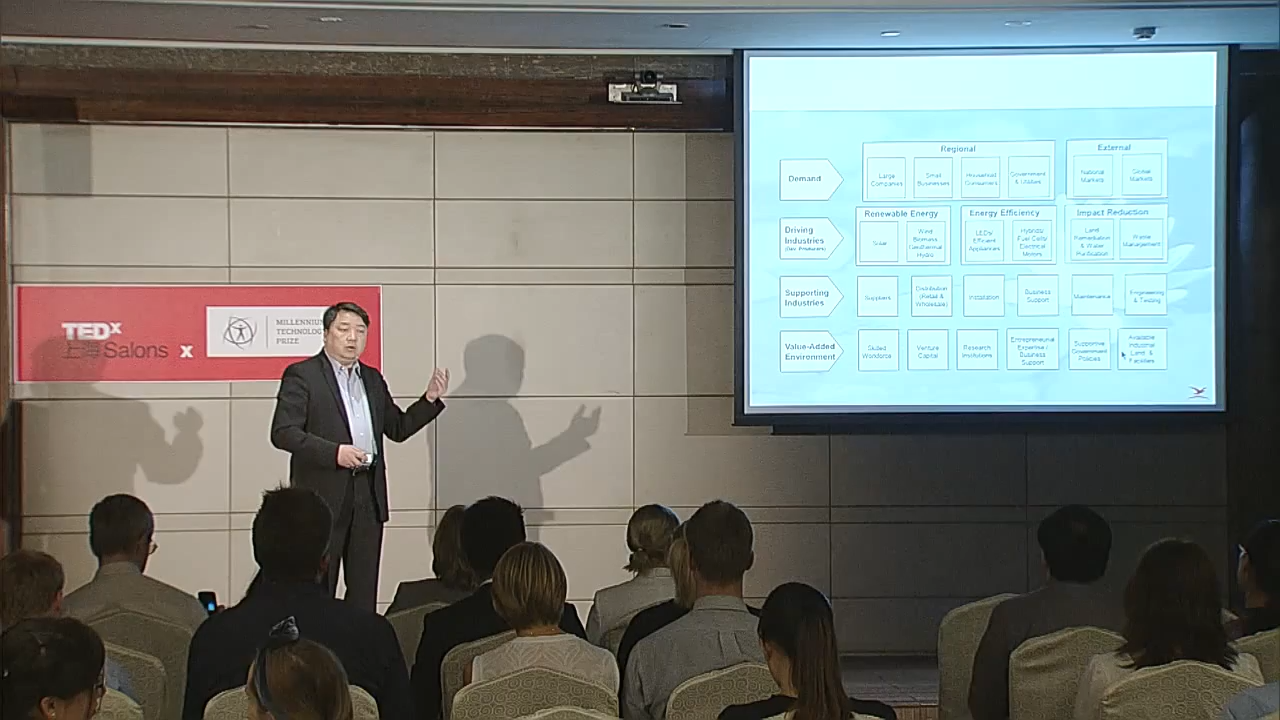 TEDx
上海Salons x
MILLENNIUM
TECHNOLOGY
PRIZE
Regional
External
Demand
Large
Companies
Small
Businesses
Household
Consumers
Government
& Utilities
National
Markets
Global
Markets
Renewable Energy
Energy Efficiency
Impact Reduction
Driving
Industries
(Key Producers)
Solar
Wind
Biomass
Geothermal
Hydro
LEDs/
Efficient
Appliances
Hybrids/
Fuel Cells/
Electrical
Motors
Land
Remediation
& Water
Purification
Waste
Management
Supporting
Industries
Suppliers
Distribution
(Retail &
Wholesale)
Installation
Business
Support
Maintenance
Engineering
& Testing
Value-Added
Environment
Skilled
Workforce
Venture
Capital
Research
Institutions
Entrepreneurial
Expertise /
Business
Support
Supportive
Government
Policies
Available
Industrial
Land &
Facilities